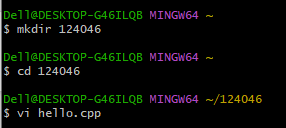 Dell@DESKTOP-G46ILQB MINGW64 ~
$ mkdir 124046
Dell@DESKTOP-G46ILQB MINGW64 ~
$ cd 124046
Dell@DESKTOP-G46ILQB MINGW64 ~/124046
$ vi hello.cpp